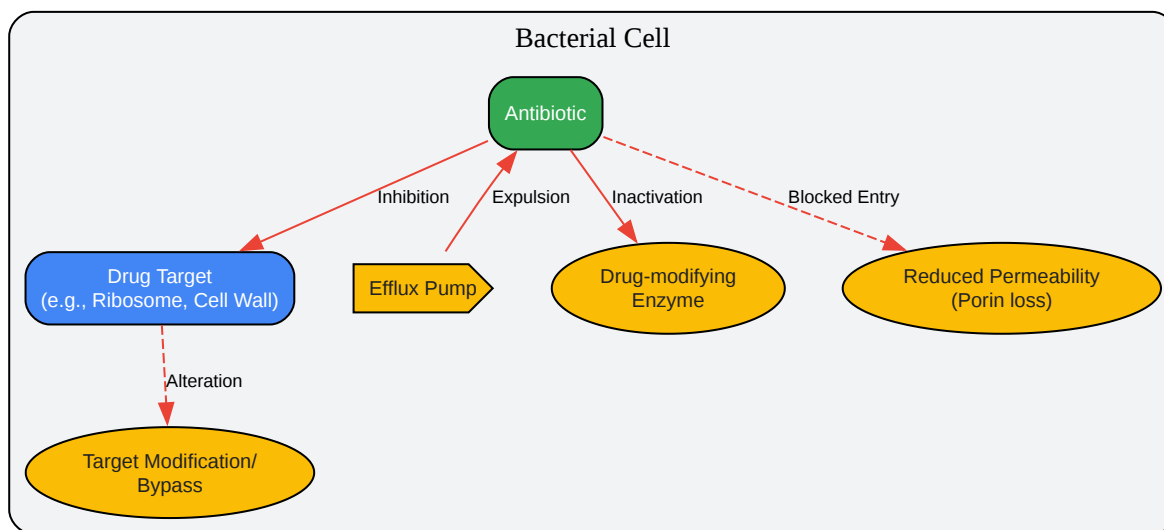 Bacterial Cell
Antibiotic
Inhibition
Expulsion
Inactivation
Blocked Entry
Drug Target
(e.g., Ribosome, Cell Wall)
Efflux Pump
Drug-modifying
Enzyme
Reduced Permeability
(Porin loss)
Alteration
Target Modification/
Bypass